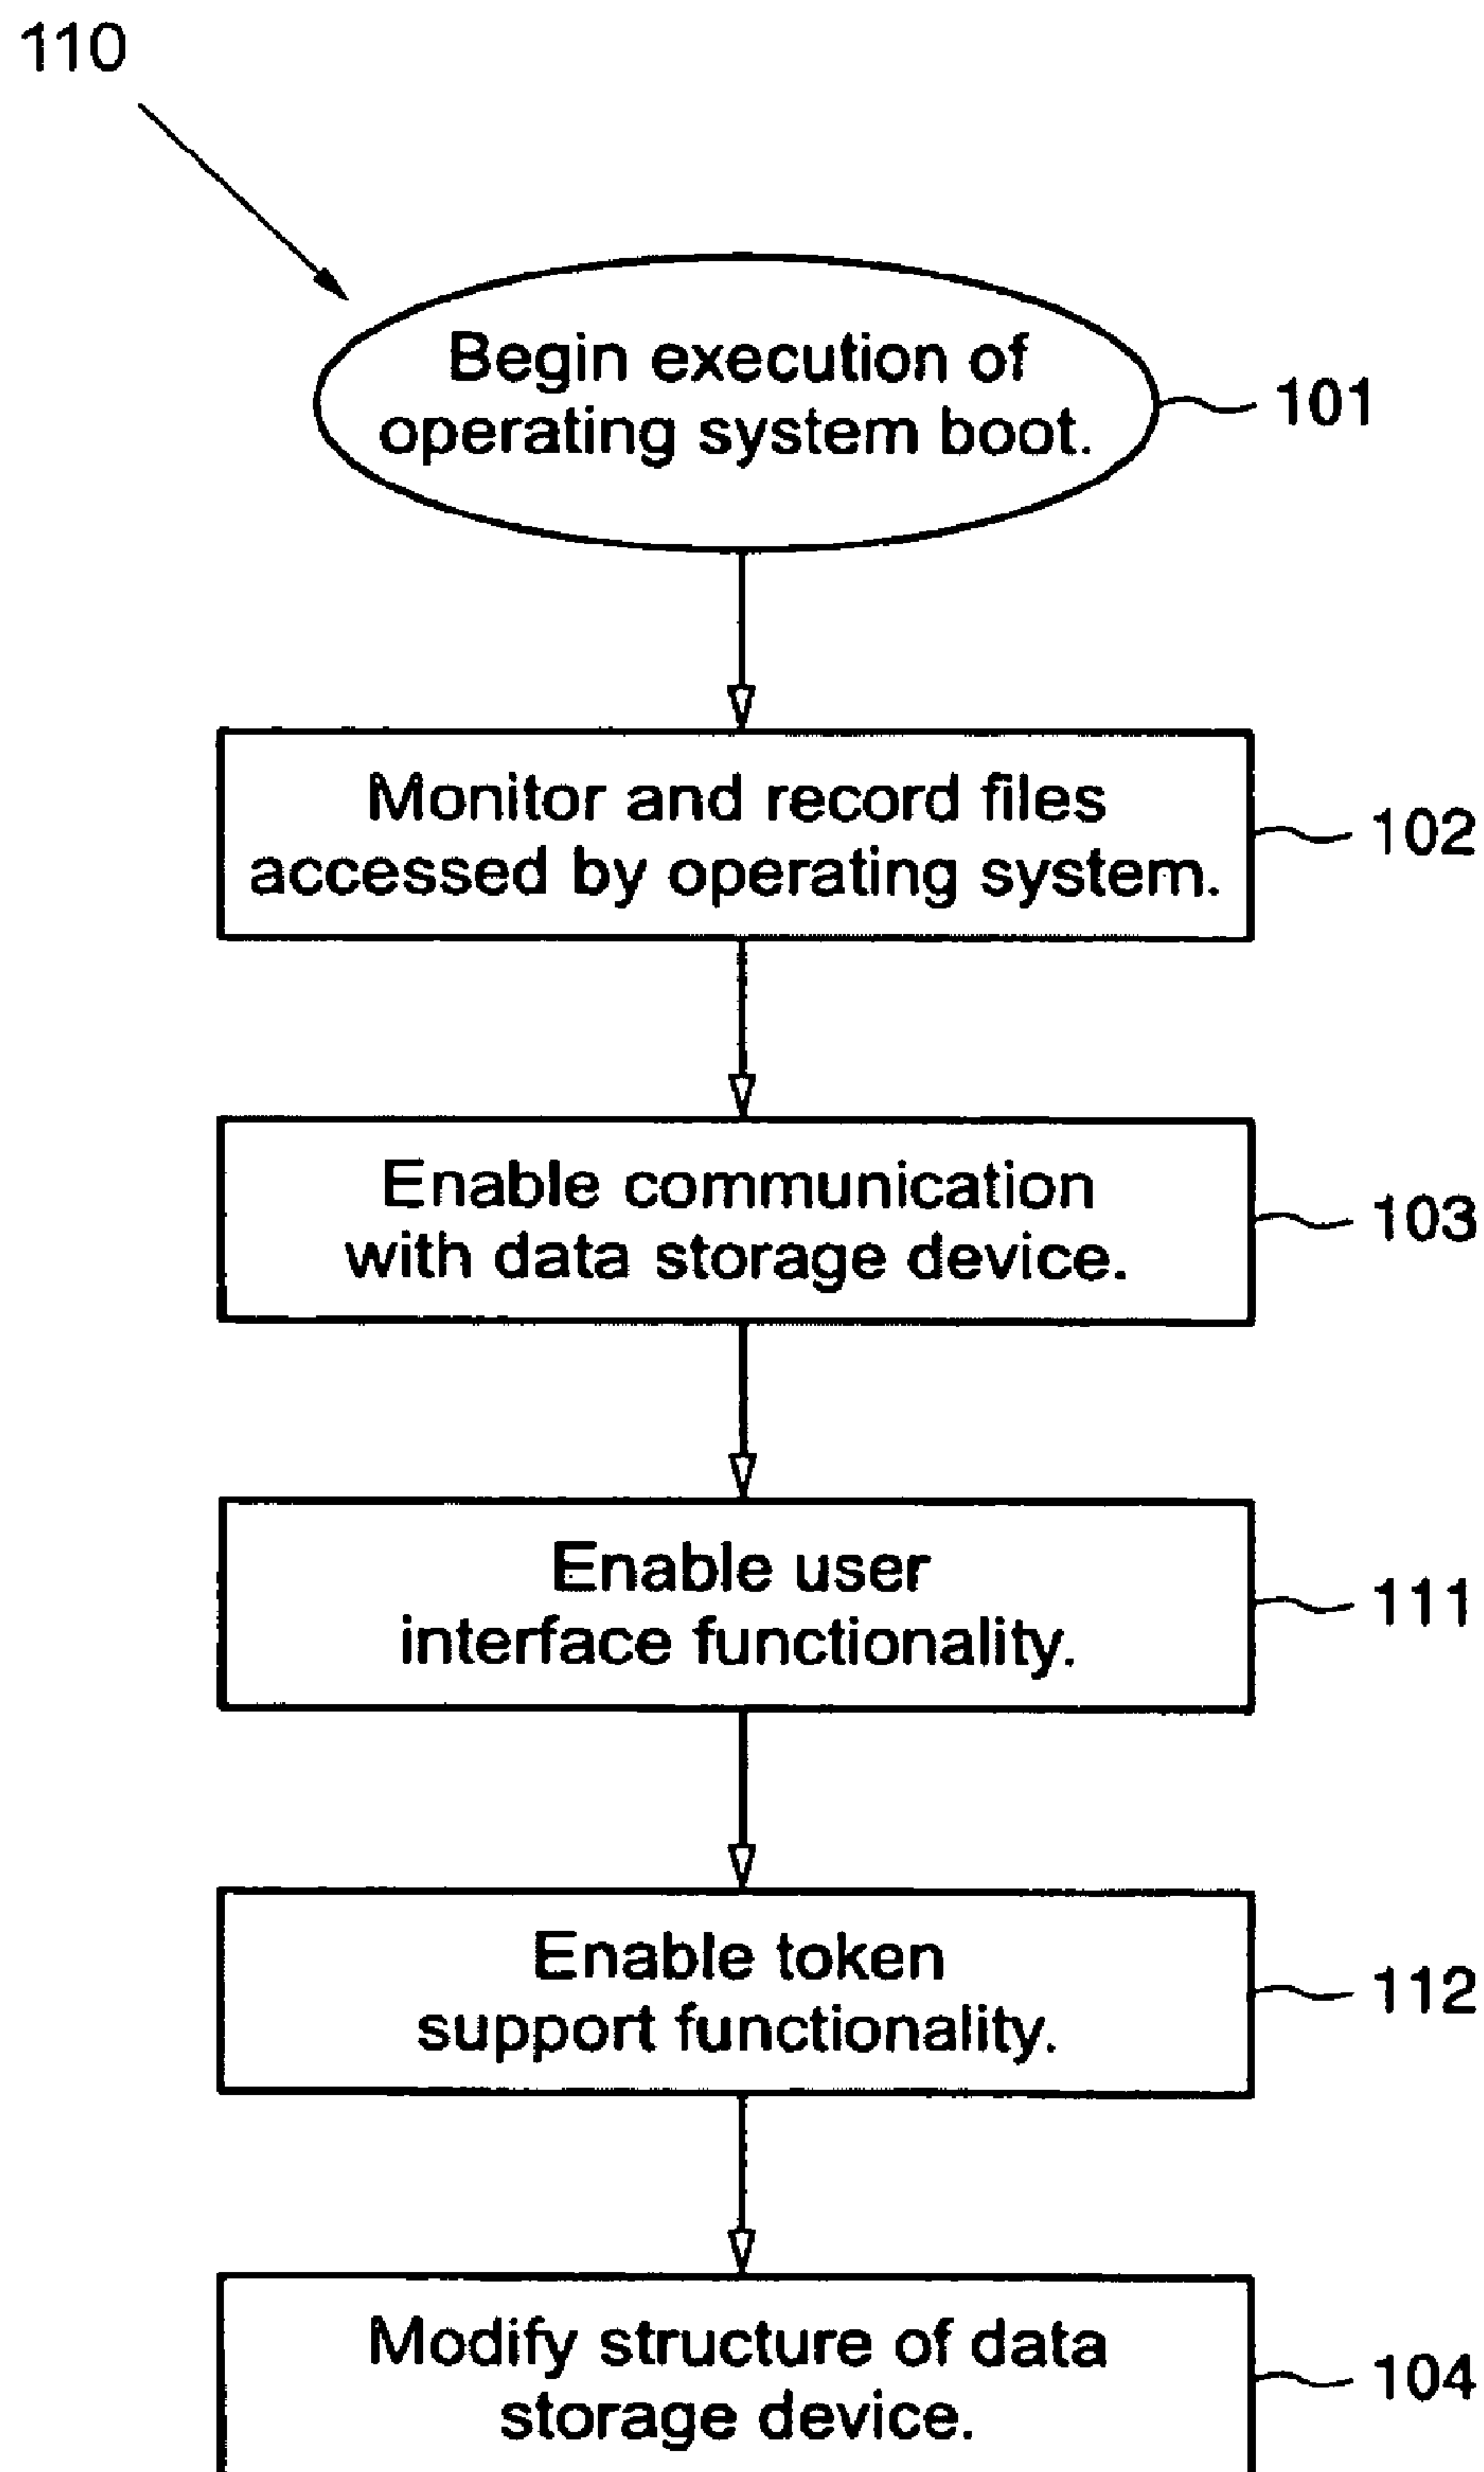 110
Begin execution of
operating system boot.
101
Monitor and record files
accessed by operating system.
102
Enable communication
with data storage device.
103
Enable user
interface functionality.
111
Enable token
support functionality.
112
Modify structure of data
storage device.
104